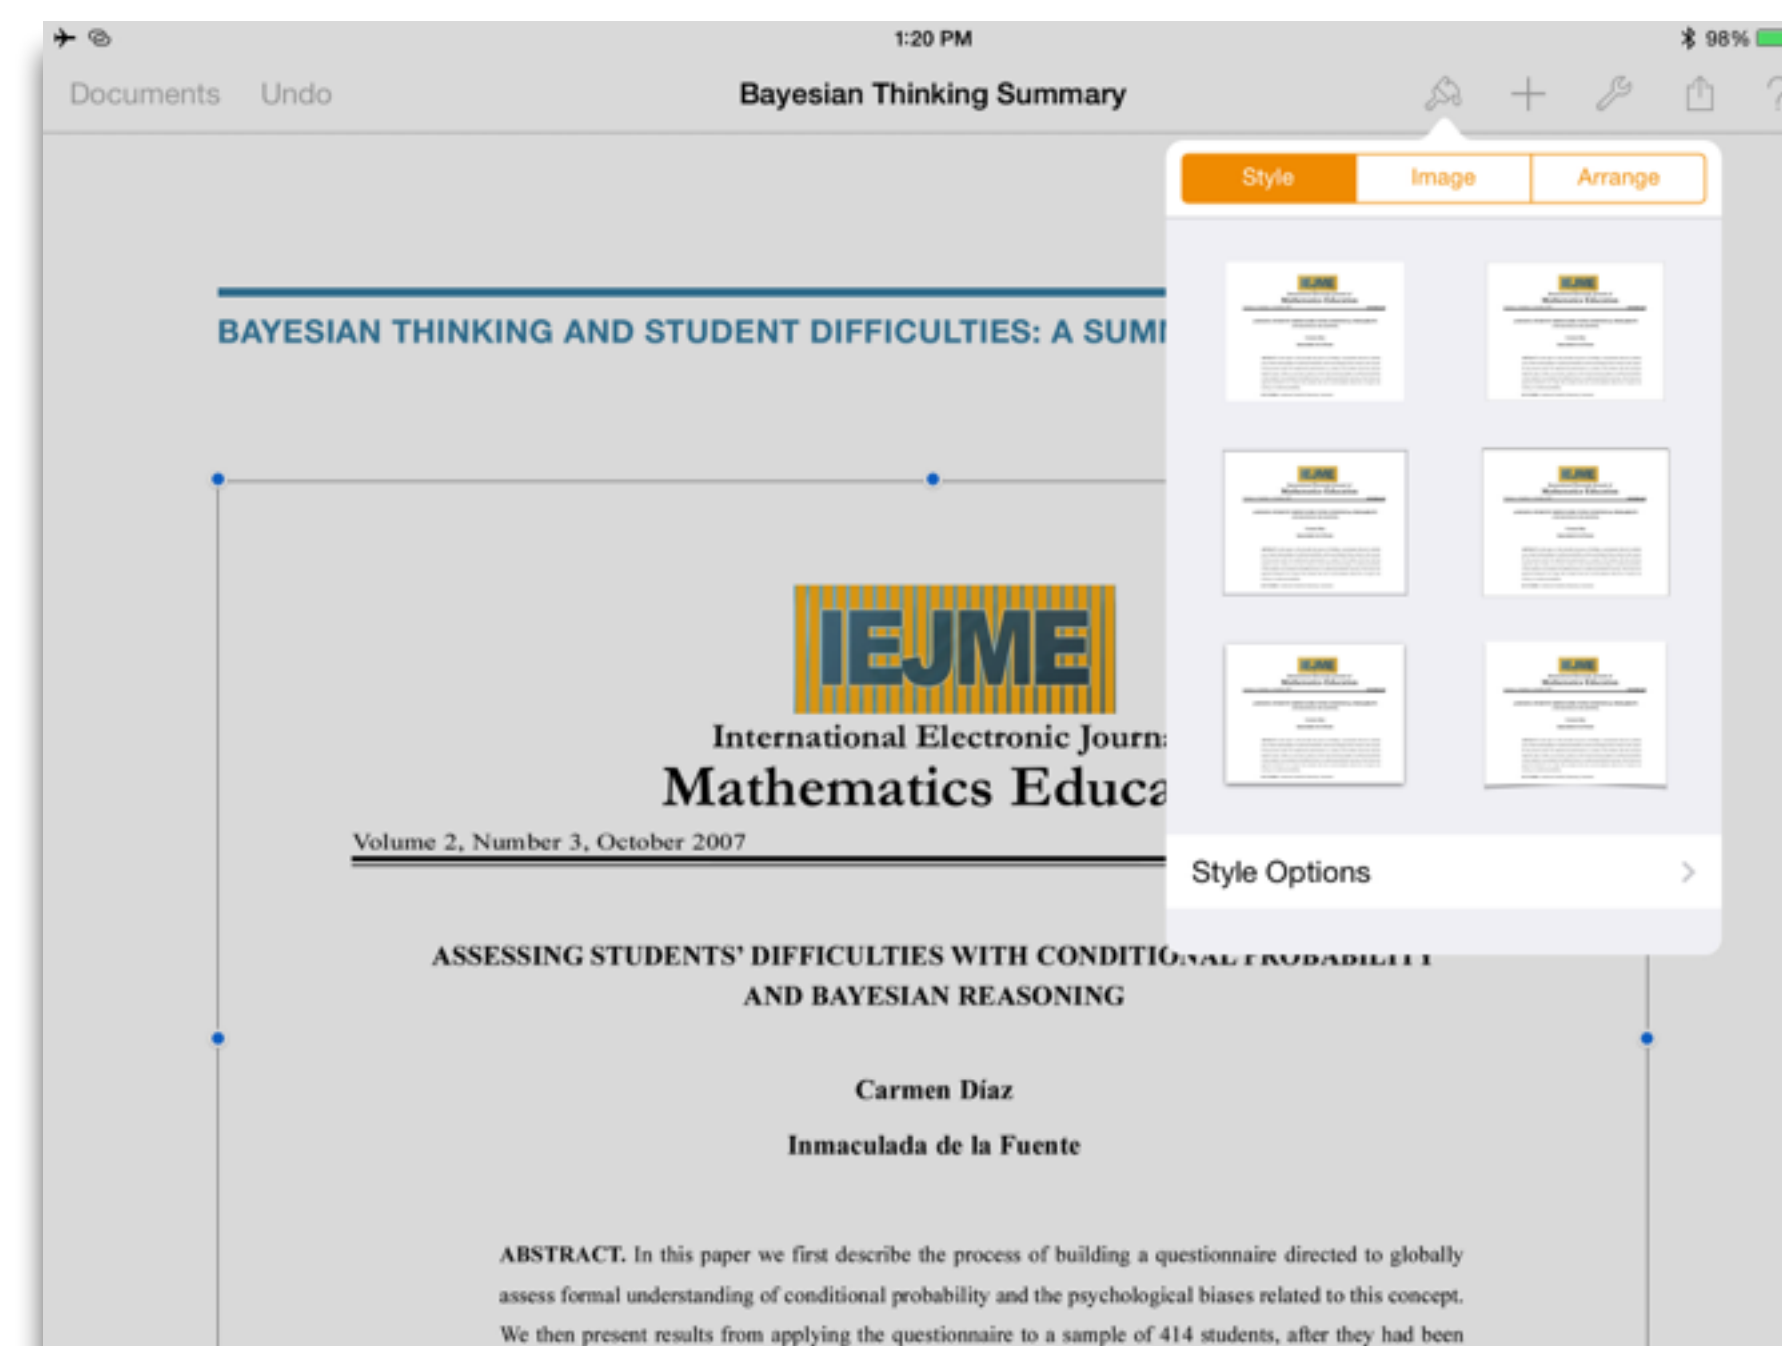 1:20 PM
98%
Documents Undo
Bayesian Thinking Summary
?
Style Image Arrange
BAYESIAN THINKING AND STUDENT DIFFICULTIES: A
IEJME
International Electronic
Mathematics
Volume 2, Number 3, October 2007
Style Options
ASSESSING STUDENTS’ DIFFICULTIES WITH CONDITIONAL PROBABILITY
AND BAYESIAN REASONING
Carmen Díaz
Inmaculada de la Fuente
ABSTRACT. In this paper we first describe the process of building a questionnaire directed to globally
assess formal understanding of conditional probability and the psychological biases related to this concept.
We then present results from applying the questionnaire to a sample of 414 students, after they had been